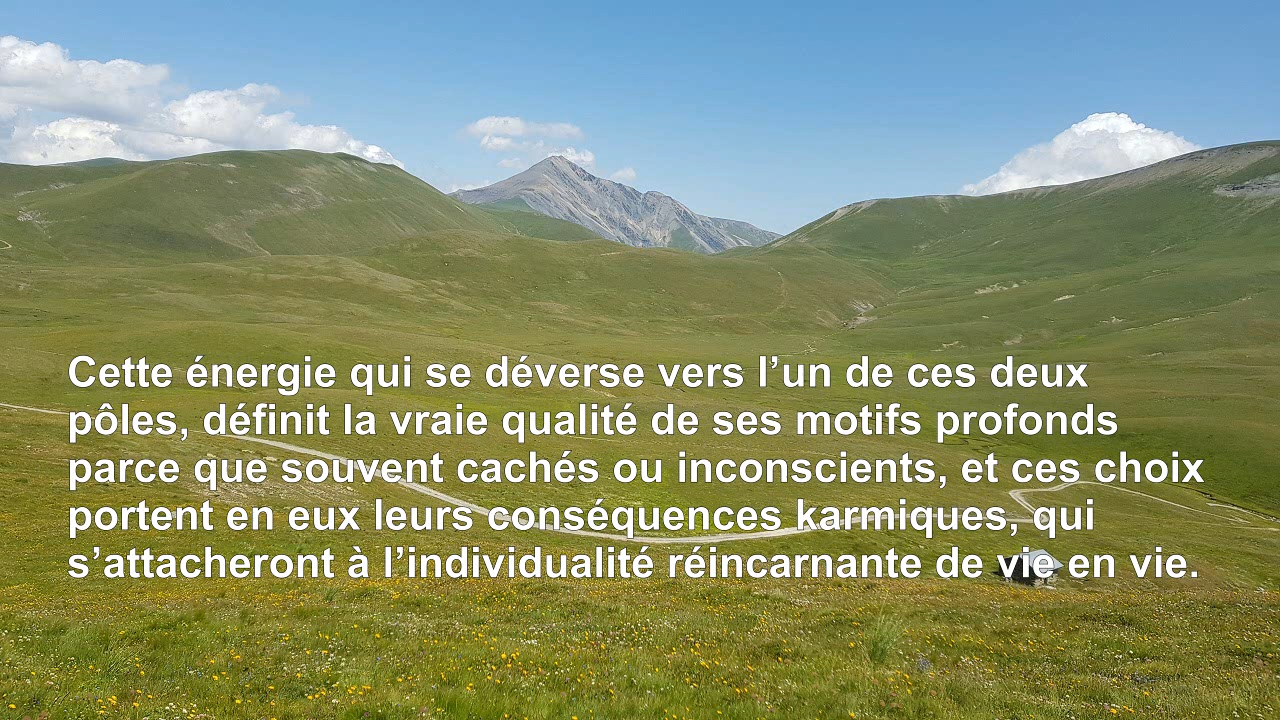 Cette énergie qui se déverse vers l’un de ces deux
pôles, définit la vraie qualité de ses motifs profonds
parce que souvent cachés ou inconscients, et ces choix
portent en eux leurs conséquences karmiques, qui
s’attacheront à l’individualité réincarnante de vie en vie.